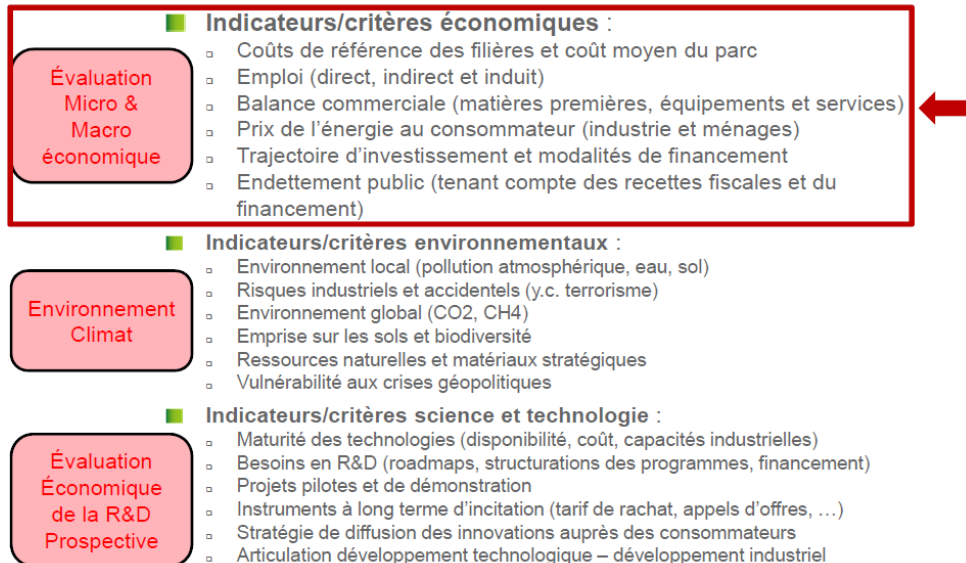 Indicateurs/critères économiques :
Évaluation
Micro &
Macro
économique
Coûts de référence des filières et coût moyen du parc
Emploi (direct, indirect et induit)
Balance commerciale (matières premières, équipements et services)
Prix de l'énergie au consommateur (industrie et ménages)
Trajectoire d'investissement et modalités de financement
Endettement public (tenant compte des recettes fiscales et du
financement)
Indicateurs/critères environnementaux :
Environnement
Climat
Environnement local (pollution atmosphérique, eau, sol)
Risques industriels et accidentels (y.c. terrorisme)
Environnement global (CO2, CH4)
Emprise sur les sols et biodiversité
Ressources naturelles et matériaux stratégiques
Vulnérabilité aux crises géopolitiques
Indicateurs/critères science et technologie :
Évaluation
Économique
de la R&D
Prospective
Maturité des technologies (disponibilité, coût, capacités industrielles)
Besoins en R&D (roadmaps, structurations des programmes, financement)
Projets pilotes et de démonstration
Instruments à long terme d'incitation (tarif de rachat, appels d'offres, …)
Stratégie de diffusion des innovations auprès des consommateurs
Articulation développement technologique – développement industriel